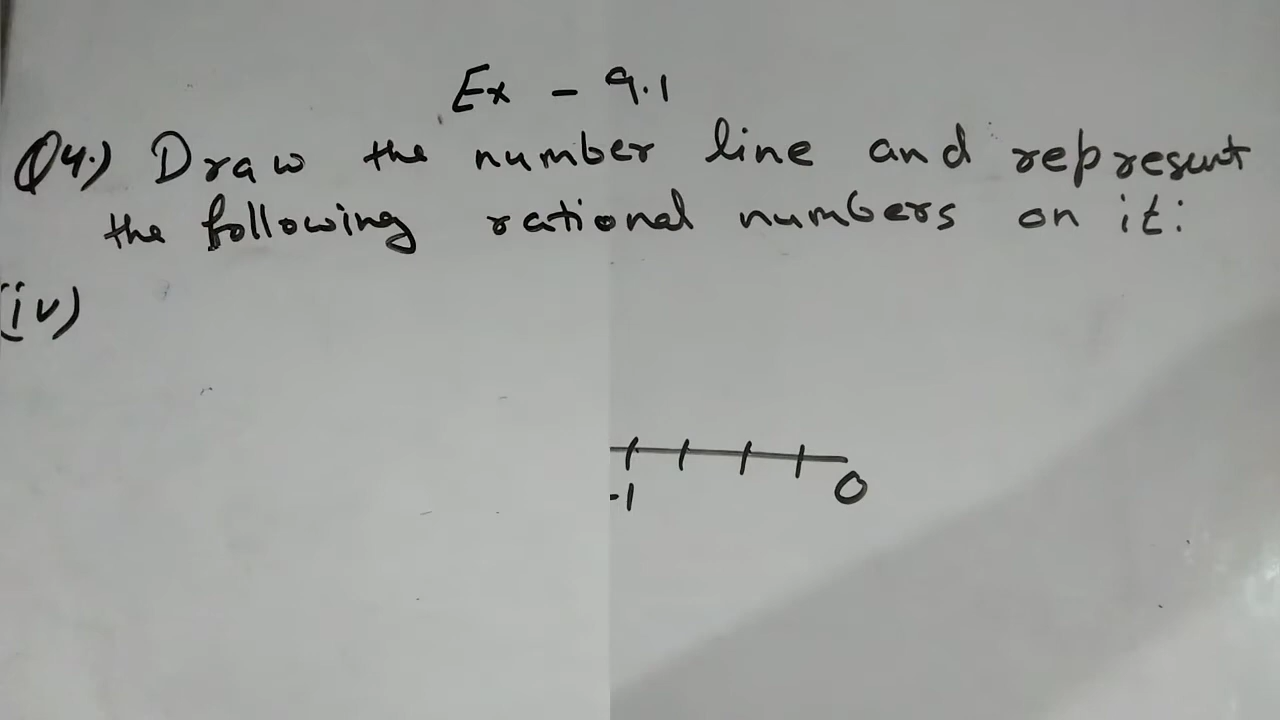 Ex - 9.1
Q4.) Draw the number line and represent
the following rational numbers on it:
(iv)
-1 0